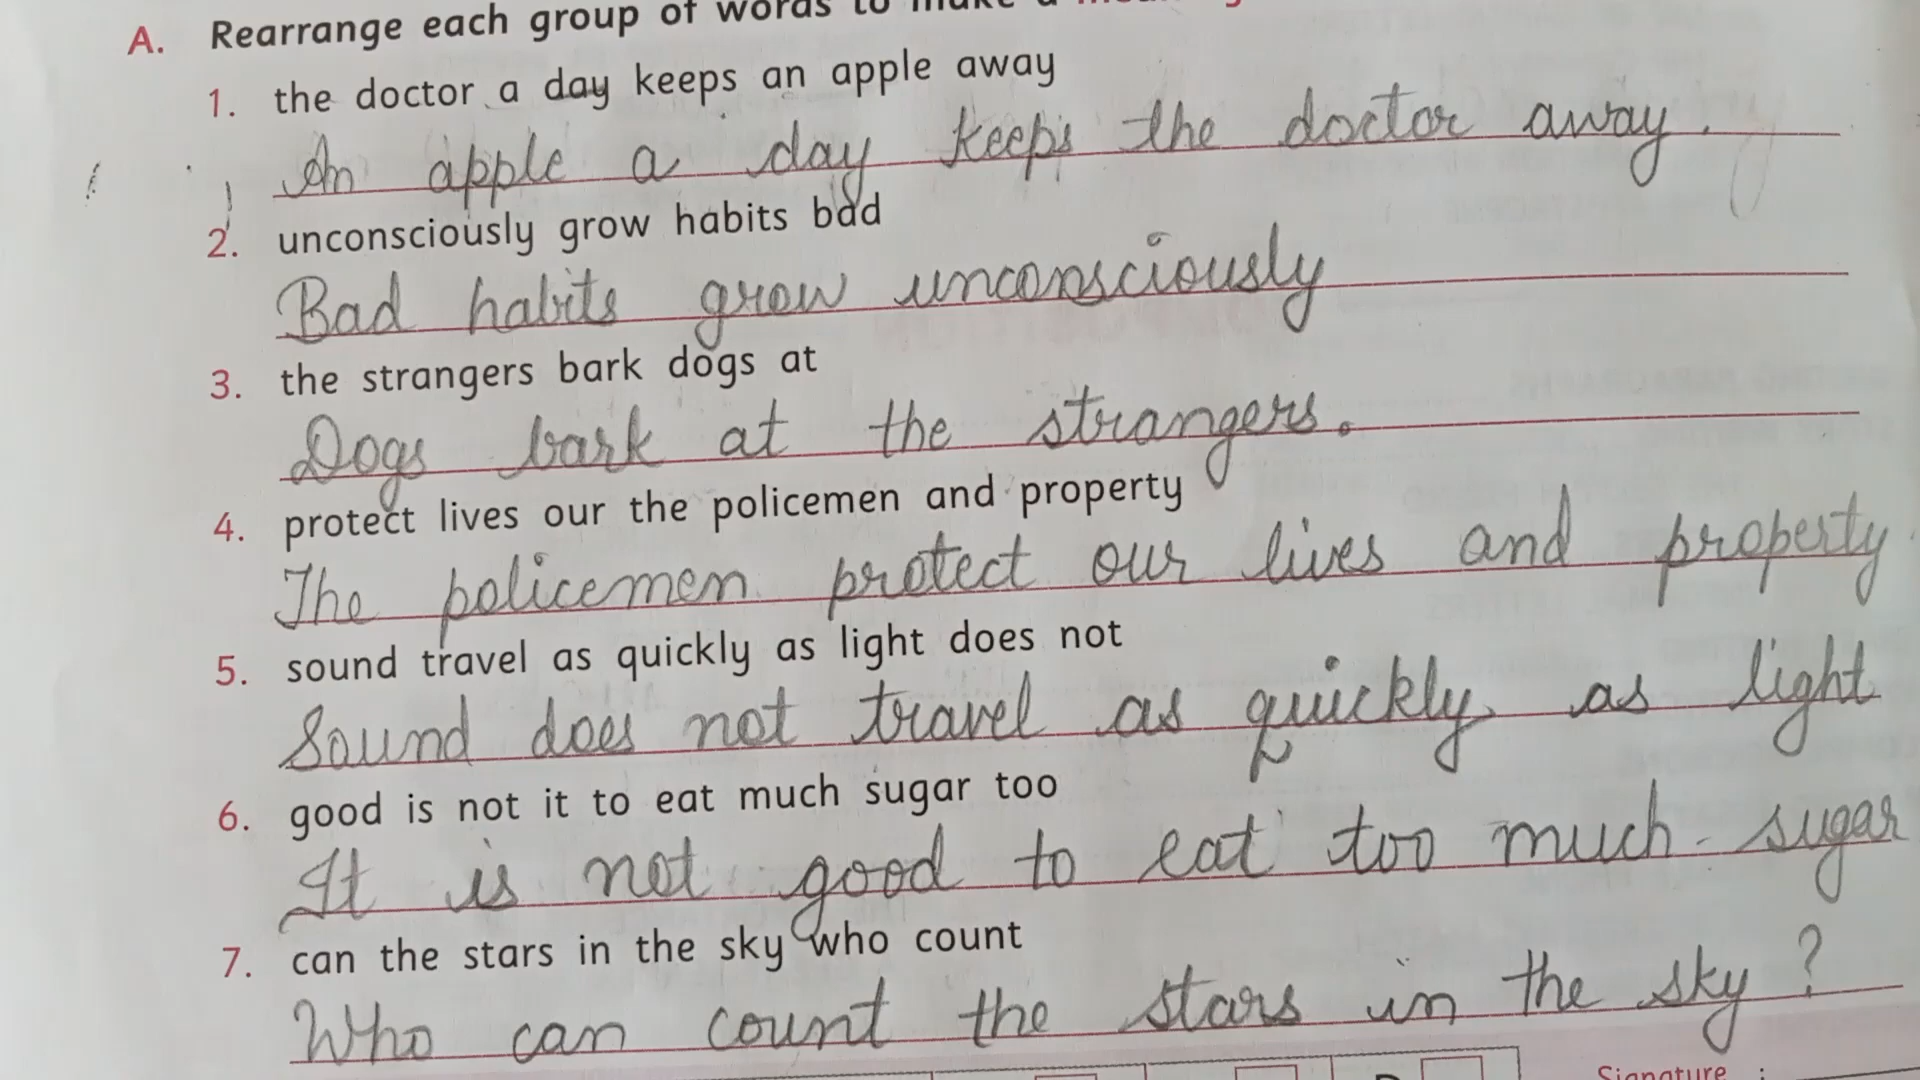 A. Rearrange each group of words to make a
1. the doctor a day keeps an apple away
An apple a day keeps the doctor away.
2. unconsciously grow habits bad
Bad habits grow unconsciously
3. the strangers bark dogs at
Dogs bark at the strangers.
4. protect lives our the policemen and property
The policemen protect our lives and property.
5. sound travel as quickly as light does not
Sound does not travel as quickly as light
6. good is not it to eat much sugar too
It is not good to eat too much sugar
7. can the stars in the sky who count
Who can count the stars in the sky?
Signature :